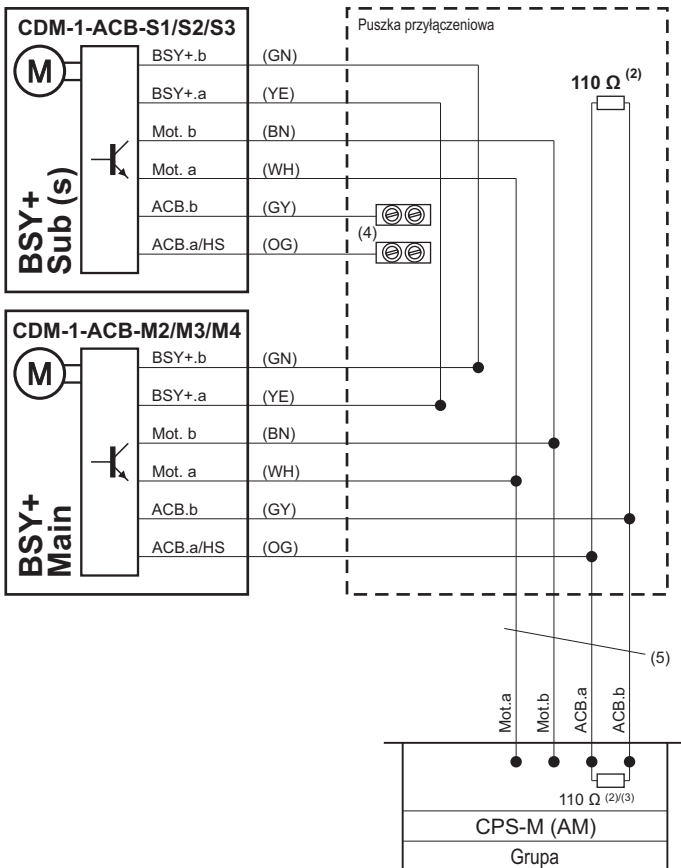 CDM-1-ACB-S1/S2/S3
M
BSY+
Sub (s)
BSY+.b (GN)
BSY+.a (YE)
Mot. b (BN)
Mot. a (WH)
ACB.b (GY)
ACB.a/HS (OG)
Puszka przyłączeniowa
110 Ω (2)
(4)
CDM-1-ACB-M2/M3/M4
M
BSY+
Main
BSY+.b (GN)
BSY+.a (YE)
Mot. b (BN)
Mot. a (WH)
ACB.b (GY)
ACB.a/HS (OG)
(5)
Mot.a
Mot.b
ACB.a
ACB.b
110 Ω (2)/(3)
CPS-M (AM)
Grupa